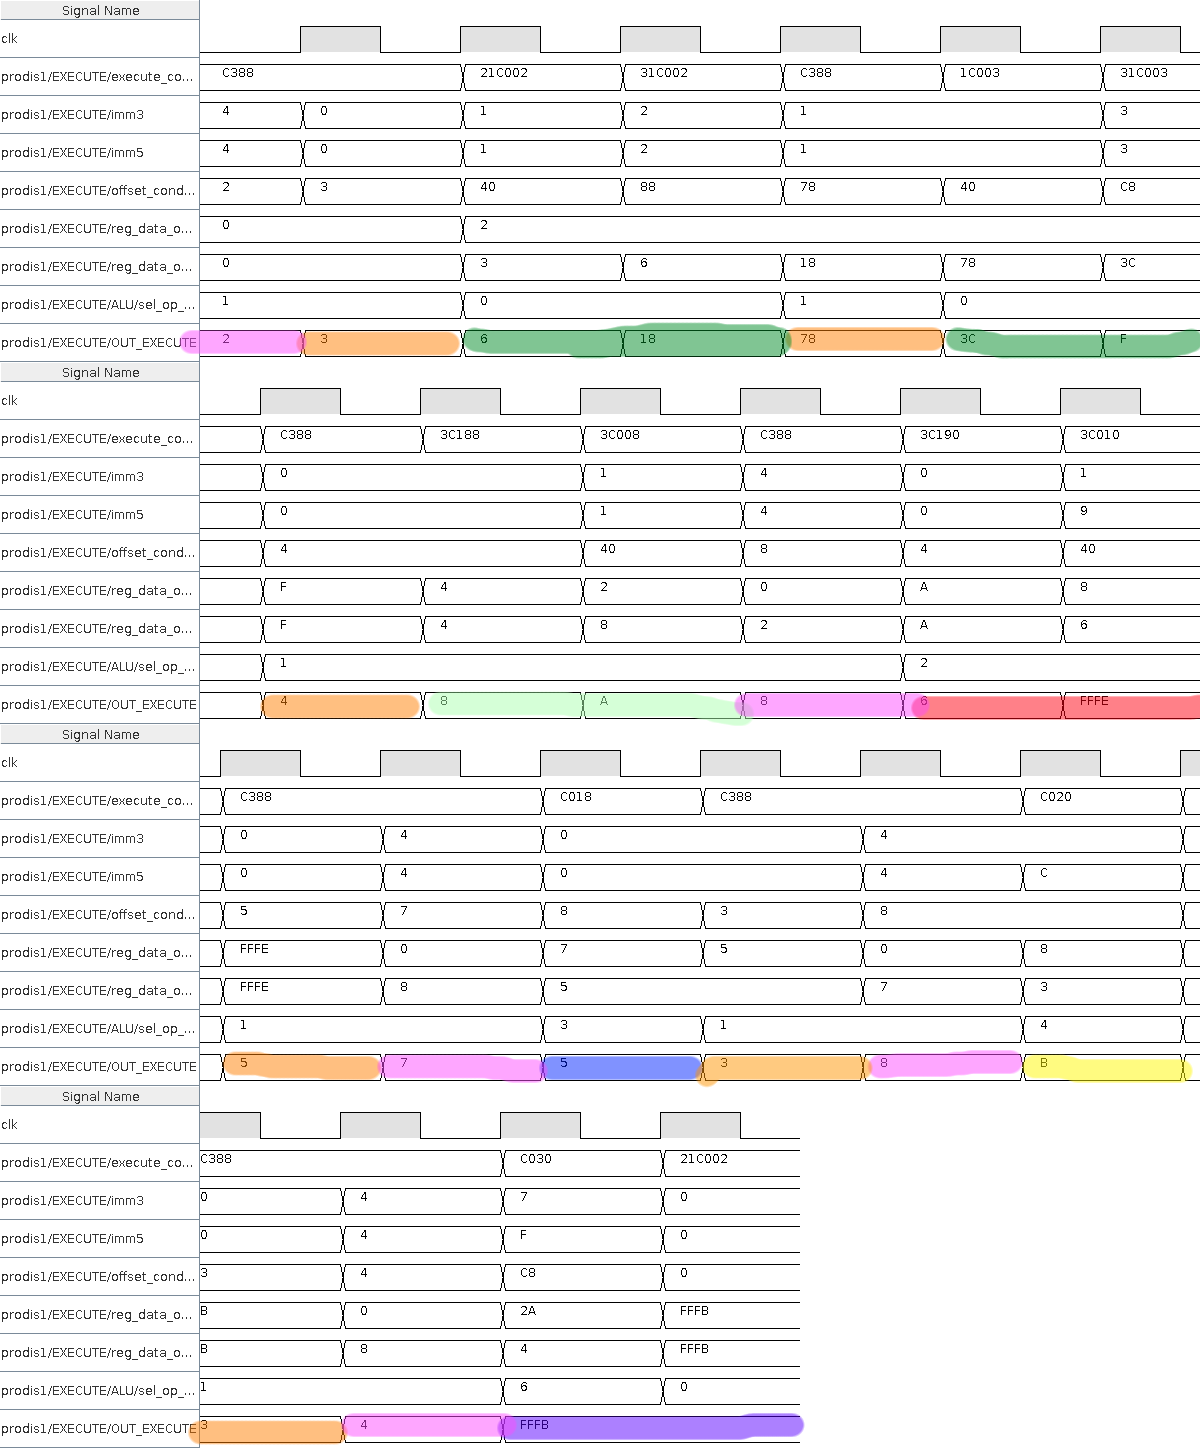 Signal Name
clk
prodis1/EXECUTE/execute_co... C388 21C002 31C002 C388 1C003 31C003
prodis1/EXECUTE/imm3 4 0 1 2 1 3
prodis1/EXECUTE/imm5 4 0 1 2 1 3
prodis1/EXECUTE/offset_cond... 2 3 40 88 78 40 C8
prodis1/EXECUTE/reg_data_o... 0 2
prodis1/EXECUTE/reg_data_o... 0 3 6 18 78 3C
prodis1/EXECUTE/ALU/sel_op_... 1 0 1 0
prodis1/EXECUTE/OUT_EXECUTE 2 3 6 18 78 3C F
Signal Name
clk
prodis1/EXECUTE/execute_co... C388 3C188 3C008 C388 3C190 3C010
prodis1/EXECUTE/imm3 0 1 4 0 1
prodis1/EXECUTE/imm5 0 1 4 0 9
prodis1/EXECUTE/offset_cond... 4 40 8 4 40
prodis1/EXECUTE/reg_data_o... F 4 2 0 A 8
prodis1/EXECUTE/reg_data_o... F 4 8 2 A 6
prodis1/EXECUTE/ALU/sel_op_... 1 2
prodis1/EXECUTE/OUT_EXECUTE 4 8 A 8 6 FFFE
Signal Name
clk
prodis1/EXECUTE/execute_co... C388 C018 C388 C020
prodis1/EXECUTE/imm3 0 4 0 4
prodis1/EXECUTE/imm5 0 4 0 4 C
prodis1/EXECUTE/offset_cond... 5 7 8 3 8
prodis1/EXECUTE/reg_data_o... FFFE 0 7 5 0 8
prodis1/EXECUTE/reg_data_o... FFFE 8 5 7 3
prodis1/EXECUTE/ALU/sel_op_... 1 3 1 4
prodis1/EXECUTE/OUT_EXECUTE 5 7 5 3 8 B
Signal Name
clk
prodis1/EXECUTE/execute_co... C388 C030 21C002
prodis1/EXECUTE/imm3 0 4 7 0
prodis1/EXECUTE/imm5 0 4 F 0
prodis1/EXECUTE/offset_cond... 3 4 C8 0
prodis1/EXECUTE/reg_data_o... B 0 2A FFFB
prodis1/EXECUTE/reg_data_o... B 8 4 FFFB
prodis1/EXECUTE/ALU/sel_op_... 1 6 0
prodis1/EXECUTE/OUT_EXECUTE 3 4 FFFB